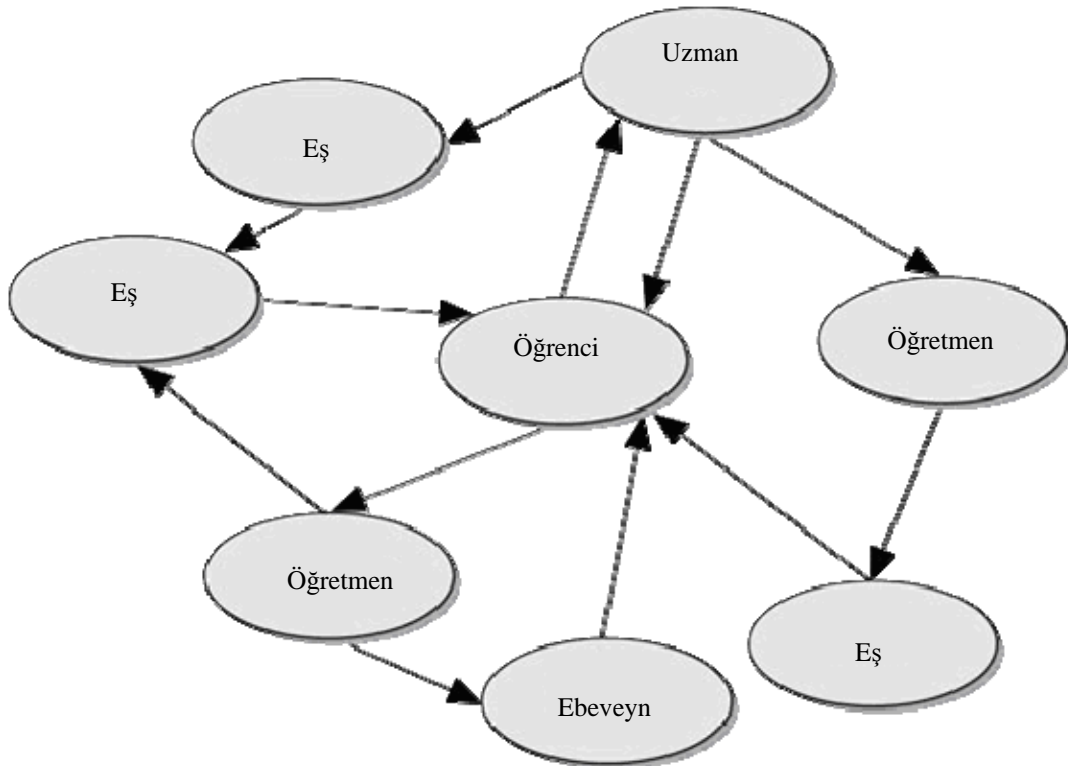 Uzman
Eş
Eş
Öğrenci
Öğretmen
Öğretmen
Eş
Ebeveyn